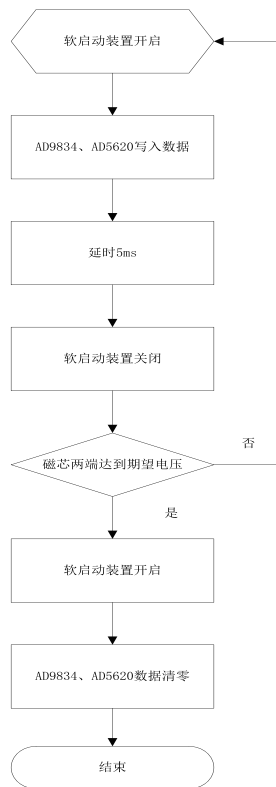 软启动装置开启
AD9834、AD5620写入数据
延时5ms
软启动装置关闭
磁芯两端达到期望电压
否
是
软启动装置开启
AD9834、AD5620数据清零
结束